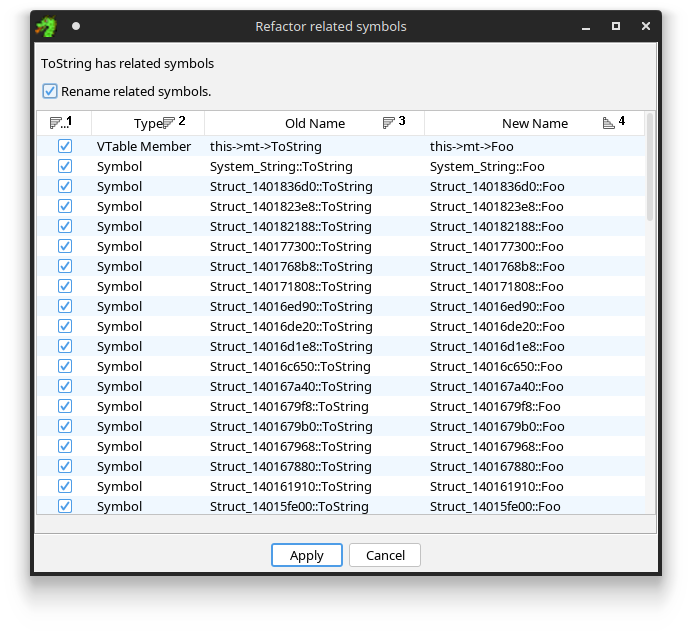 Refactor related symbols
ToString has related symbols
Rename related symbols.
...1 Type 2 Old Name 3 New Name 4
VTable Member this->mt->ToString this->mt->Foo
Symbol System_String::ToString System_String::Foo
Symbol Struct_1401836d0::ToString Struct_1401836d0::Foo
Symbol Struct_1401823e8::ToString Struct_1401823e8::Foo
Symbol Struct_140182188::ToString Struct_140182188::Foo
Symbol Struct_140177300::ToString Struct_140177300::Foo
Symbol Struct_1401768b8::ToString Struct_1401768b8::Foo
Symbol Struct_140171808::ToString Struct_140171808::Foo
Symbol Struct_14016ed90::ToString Struct_14016ed90::Foo
Symbol Struct_14016de20::ToString Struct_14016de20::Foo
Symbol Struct_14016d1e8::ToString Struct_14016d1e8::Foo
Symbol Struct_14016c650::ToString Struct_14016c650::Foo
Symbol Struct_140167a40::ToString Struct_140167a40::Foo
Symbol Struct_1401679f8::ToString Struct_1401679f8::Foo
Symbol Struct_1401679b0::ToString Struct_1401679b0::Foo
Symbol Struct_140167968::ToString Struct_140167968::Foo
Symbol Struct_140167880::ToString Struct_140167880::Foo
Symbol Struct_140161910::ToString Struct_140161910::Foo
Symbol Struct_14015fe00::ToString Struct_14015fe00::Foo
Apply Cancel